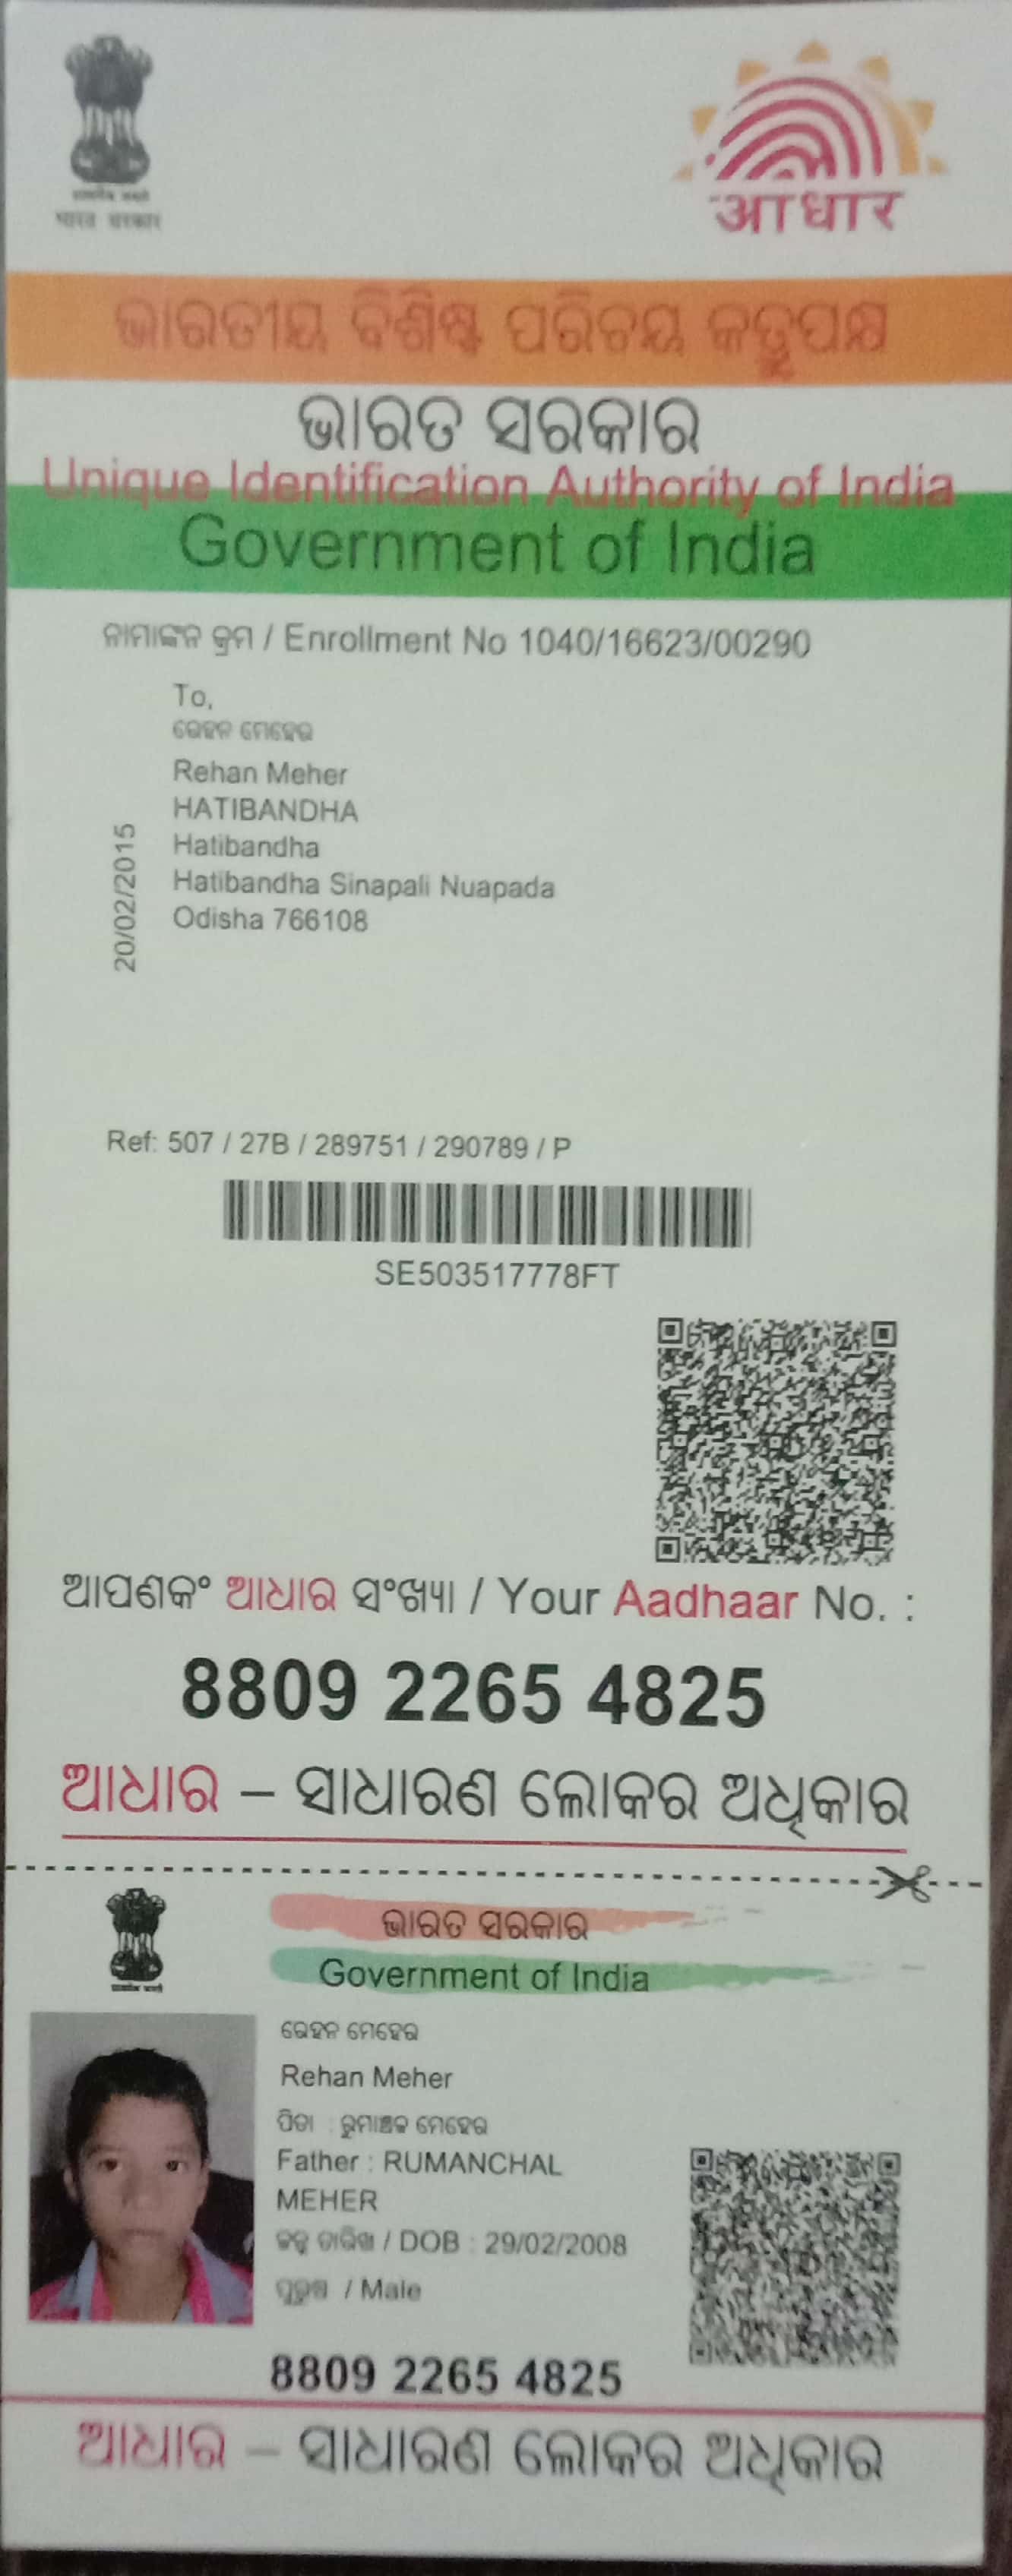 भारत सरकार
आधार
ଭାରତୀୟ ବିଶିଷ୍ଟ ପରିଚୟ କର୍ତ୍ତୃପକ୍ଷ
ଭାରତ ସରକାର
Unique Identification Authority of India
Government of India
ନାମାଙ୍କନ କ୍ରମ / Enrollment No 1040/16623/00290
To,
ରେହନ ମେହେର
Rehan Meher
HATIBANDHA
Hatibandha
Hatibandha Sinapali Nuapada
Odisha 766108
20/02/2015
Ref: 507 / 27B / 289751 / 290789 / P
SE503517778FT
ଆପଣଙ୍କ ଆଧାର ସଂଖ୍ୟା / Your Aadhaar No. :
8809 2265 4825
ଆଧାର – ସାଧାରଣ ଲୋକର ଅଧିକାର
ଭାରତ ସରକାର
Government of India
ରେହନ ମେହେର
Rehan Meher
ପିତା : ରୁମାଞ୍ଚଳ ମେହେର
Father : RUMANCHAL
MEHER
ଜନ୍ମ ତାରିଖ / DOB : 29/02/2008
ପୁରୁଷ / Male
8809 2265 4825
ଆଧାର – ସାଧାରଣ ଲୋକର ଅଧିକାର